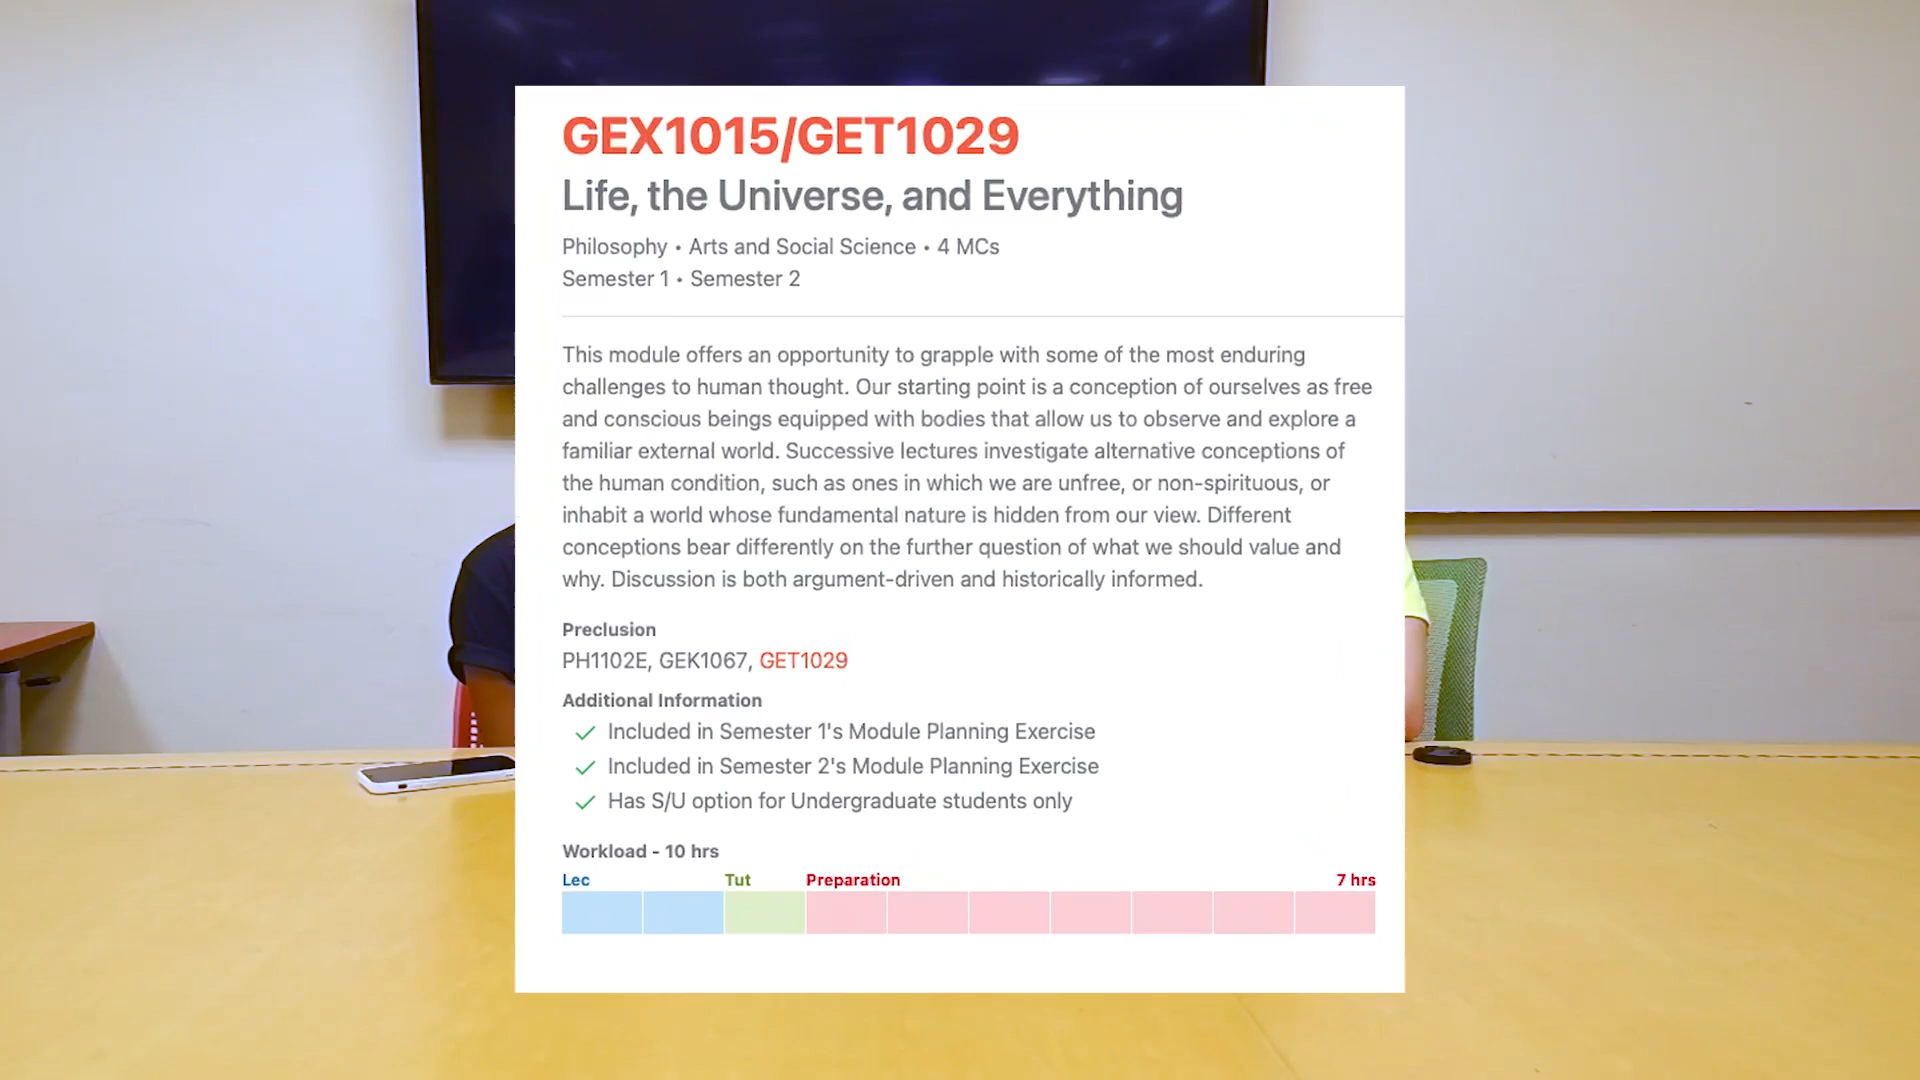 GEX1015/GET1029
Life, the Universe, and Everything
Philosophy • Arts and Social Science • 4 MCs
Semester 1 • Semester 2
This module offers an opportunity to grapple with some of the most enduring
challenges to human thought. Our starting point is a conception of ourselves as free
and conscious beings equipped with bodies that allow us to observe and explore a
familiar external world. Successive lectures investigate alternative conceptions of
the human condition, such as ones in which we are unfree, or non-spirituous, or
inhabit a world whose fundamental nature is hidden from our view. Different
conceptions bear differently on the further question of what we should value and
why. Discussion is both argument-driven and historically informed.
Preclusion
PH1102E, GEK1067, GET1029
Additional Information
Included in Semester 1's Module Planning Exercise
Included in Semester 2's Module Planning Exercise
Has S/U option for Undergraduate students only
Workload - 10 hrs
Lec Tut Preparation 7 hrs